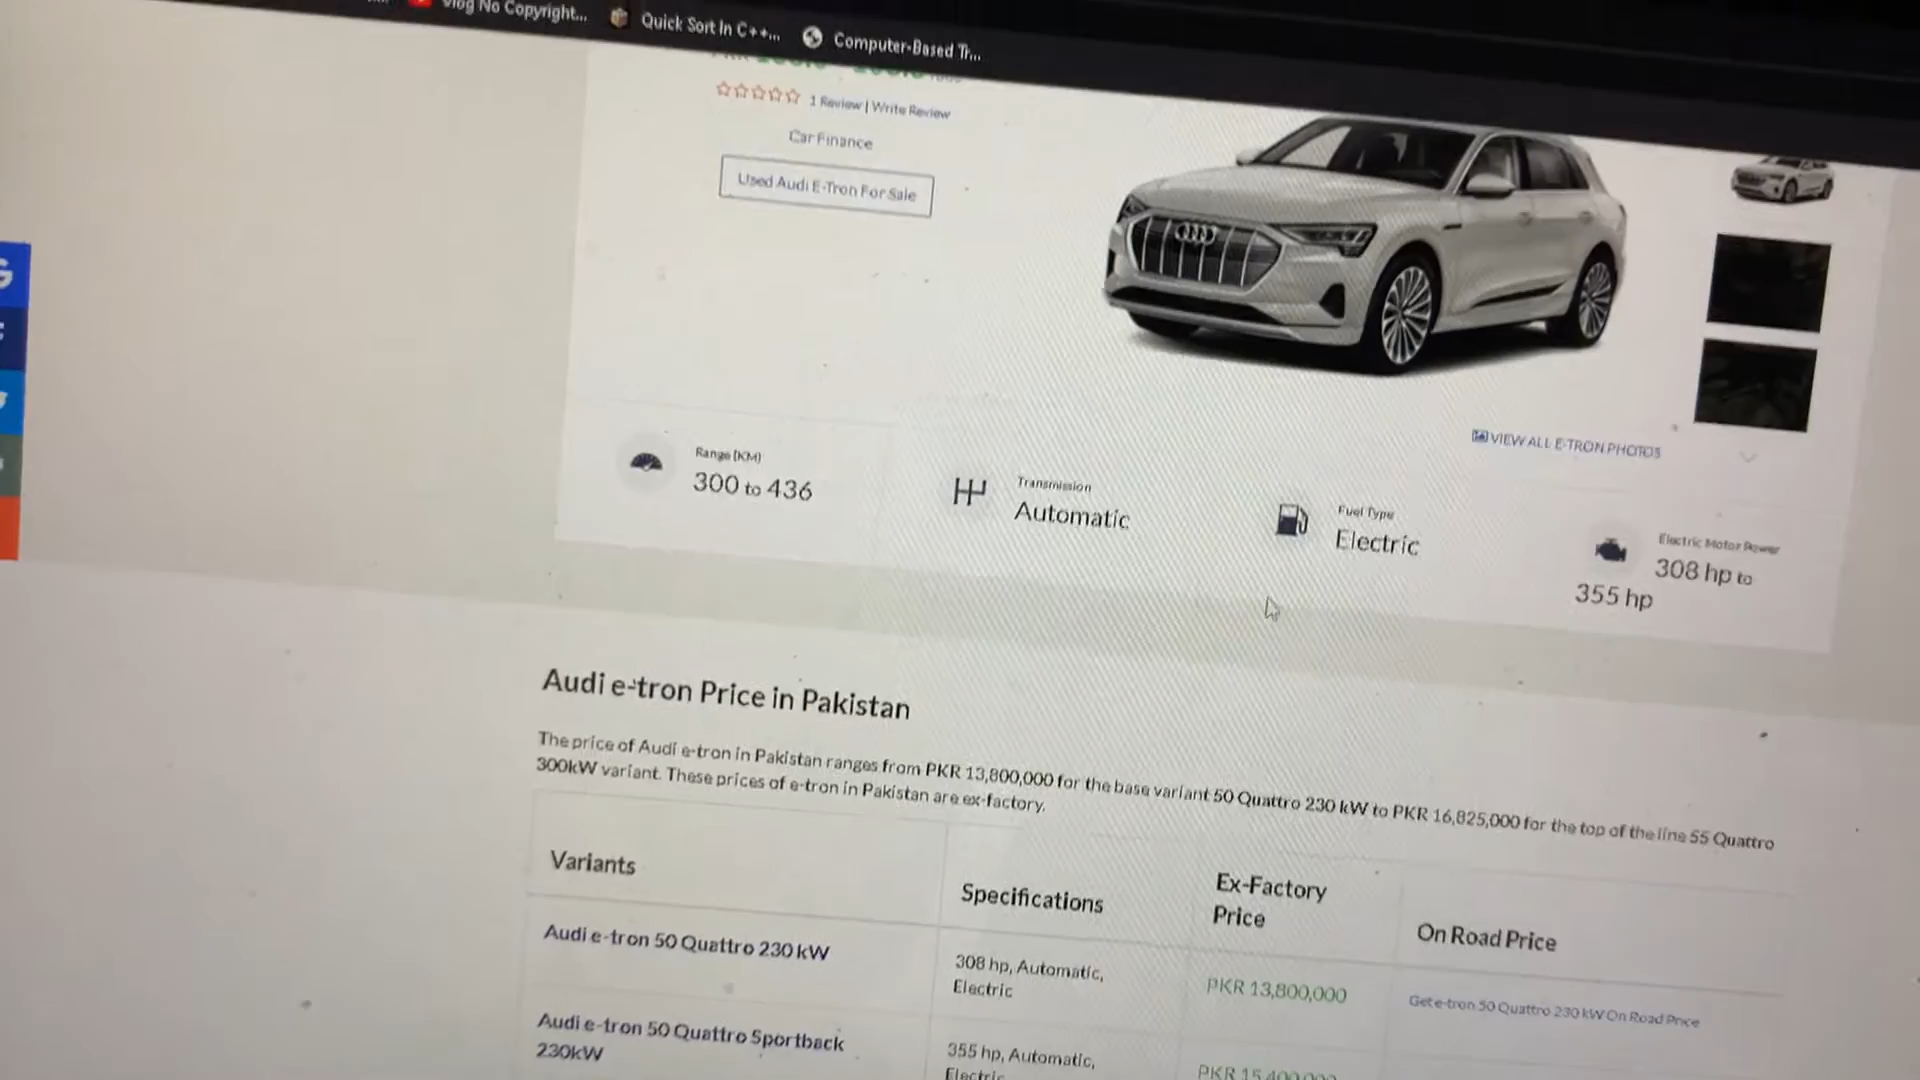 Vlog No Copyright...
Quick Sort In C++...
Computer-Based Tr...
1 Review | Write Review
Car Finance
Used Audi E-Tron For Sale
VIEW ALL E-TRON PHOTOS
Range (KM)
300 to 436
Transmission
Automatic
Fuel Type
Electric
Electric Motor Power
308 hp to
355 hp
Audi e-tron Price in Pakistan
The price of Audi e-tron in Pakistan ranges from PKR 13,800,000 for the base variant 50 Quattro 230 kW to PKR 16,825,000 for the top of the line 55 Quattro
300kW variant. These prices of e-tron in Pakistan are ex-factory.
Variants
Specifications
Ex-Factory
Price
On Road Price
Audi e-tron 50 Quattro 230 kW
308 hp, Automatic,
Electric
PKR 13,800,000
Get e-tron 50 Quattro 230 kW On Road Price
Audi e-tron 50 Quattro Sportback
230kW
355 hp, Automatic,
Electric
PKR 15,400,000